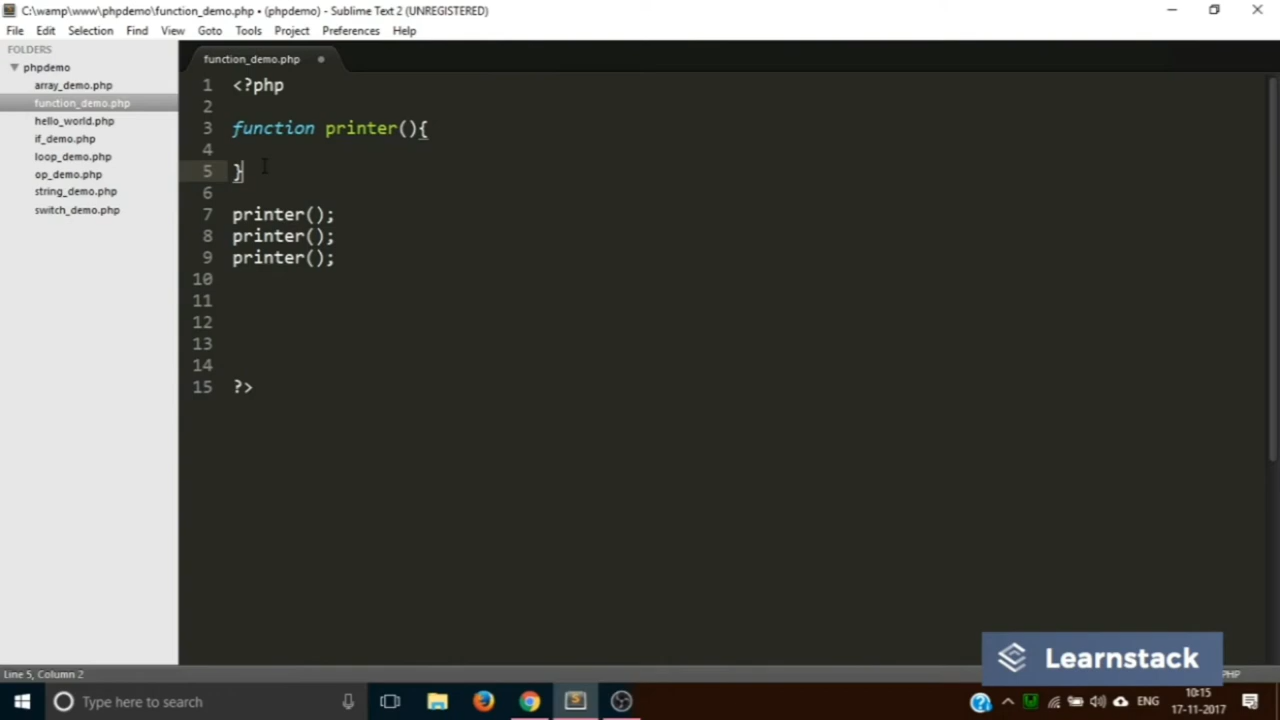 C:\wamp\www\phpdemo\function_demo.php • (phpdemo) - Sublime Text 2 (UNREGISTERED)
File Edit Selection Find View Goto Tools Project Preferences Help
FOLDERS
phpdemo
array_demo.php
function_demo.php
hello_world.php
if_demo.php
loop_demo.php
op_demo.php
string_demo.php
switch_demo.php
function_demo.php
1 <?php
2
3 function printer(){
4
5 }
6
7 printer();
8 printer();
9 printer();
10
11
12
13
14
15 ?>
Learnstack
Line 5, Column 2
PHP
Type here to search
ENG
10:15
17-11-2017